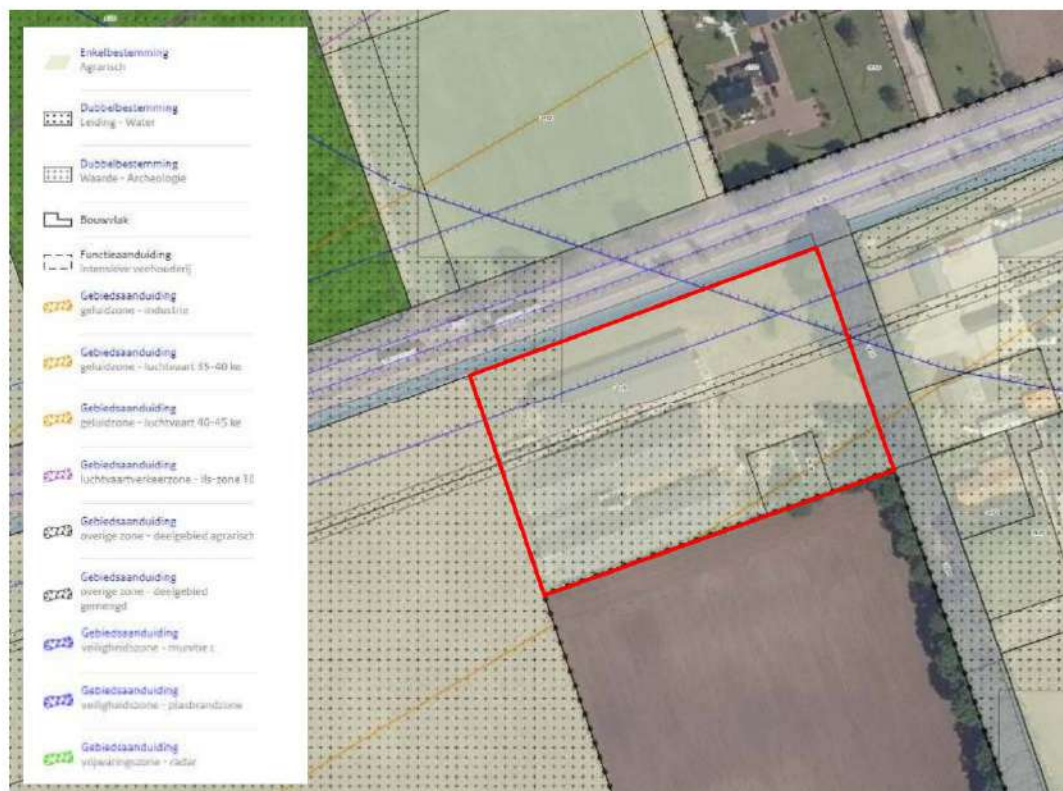 Enkelbestemming
Agrarisch
Dubbelbestemming
Leiding - Water
Dubbelbestemming
Waarde - Archeologie
Bouwvlak
Functieaanduiding
intensieve veehouderij
Gebiedsaanduiding
geluidzone - industrie
Gebiedsaanduiding
geluidzone - luchtvaart 35-40 ke
Gebiedsaanduiding
geluidzone - luchtvaart 40-45 ke
Gebiedsaanduiding
luchtvaartverkeerzone - ils-zone 10
Gebiedsaanduiding
overige zone - deelgebied agrarisch
Gebiedsaanduiding
overige zone - deelgebied
gemengd
Gebiedsaanduiding
veiligheidszone - munitie c
Gebiedsaanduiding
veiligheidszone - plasbrandzone
Gebiedsaanduiding
vrijwaringszone - radar